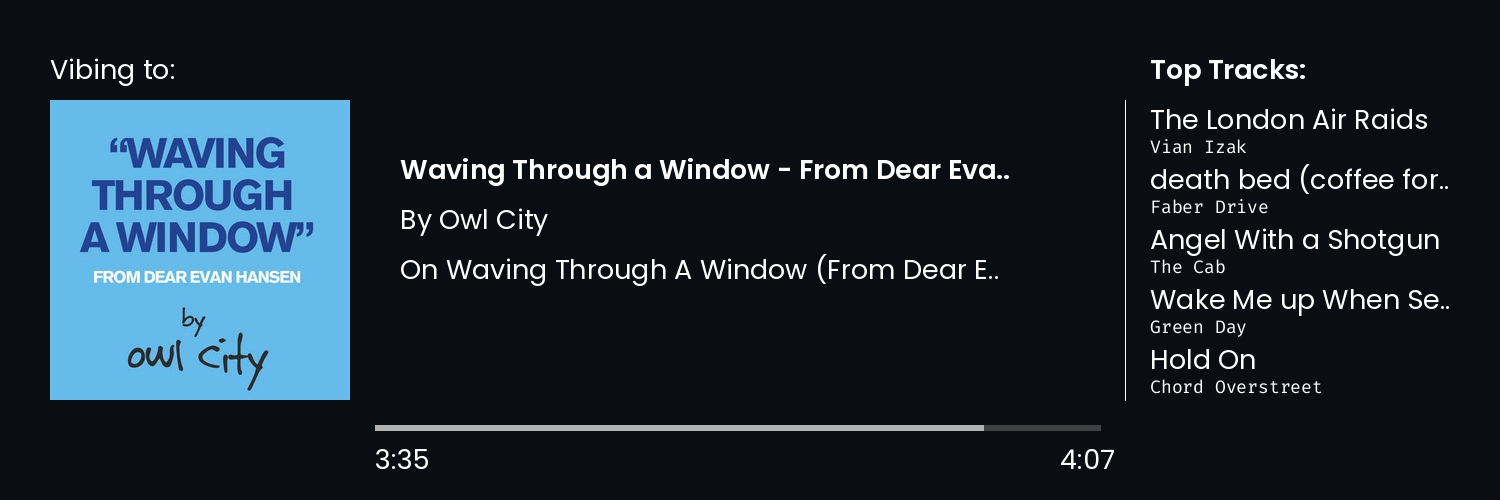 Vibing to:
“WAVING
THROUGH
A WINDOW”
FROM DEAR EVAN HANSEN
by
owl city
Waving Through a Window - From Dear Eva..
By Owl City
On Waving Through A Window (From Dear E..
3:35
4:07
Top Tracks:
The London Air Raids
Vian Izak
death bed (coffee for..
Faber Drive
Angel With a Shotgun
The Cab
Wake Me up When Se..
Green Day
Hold On
Chord Overstreet